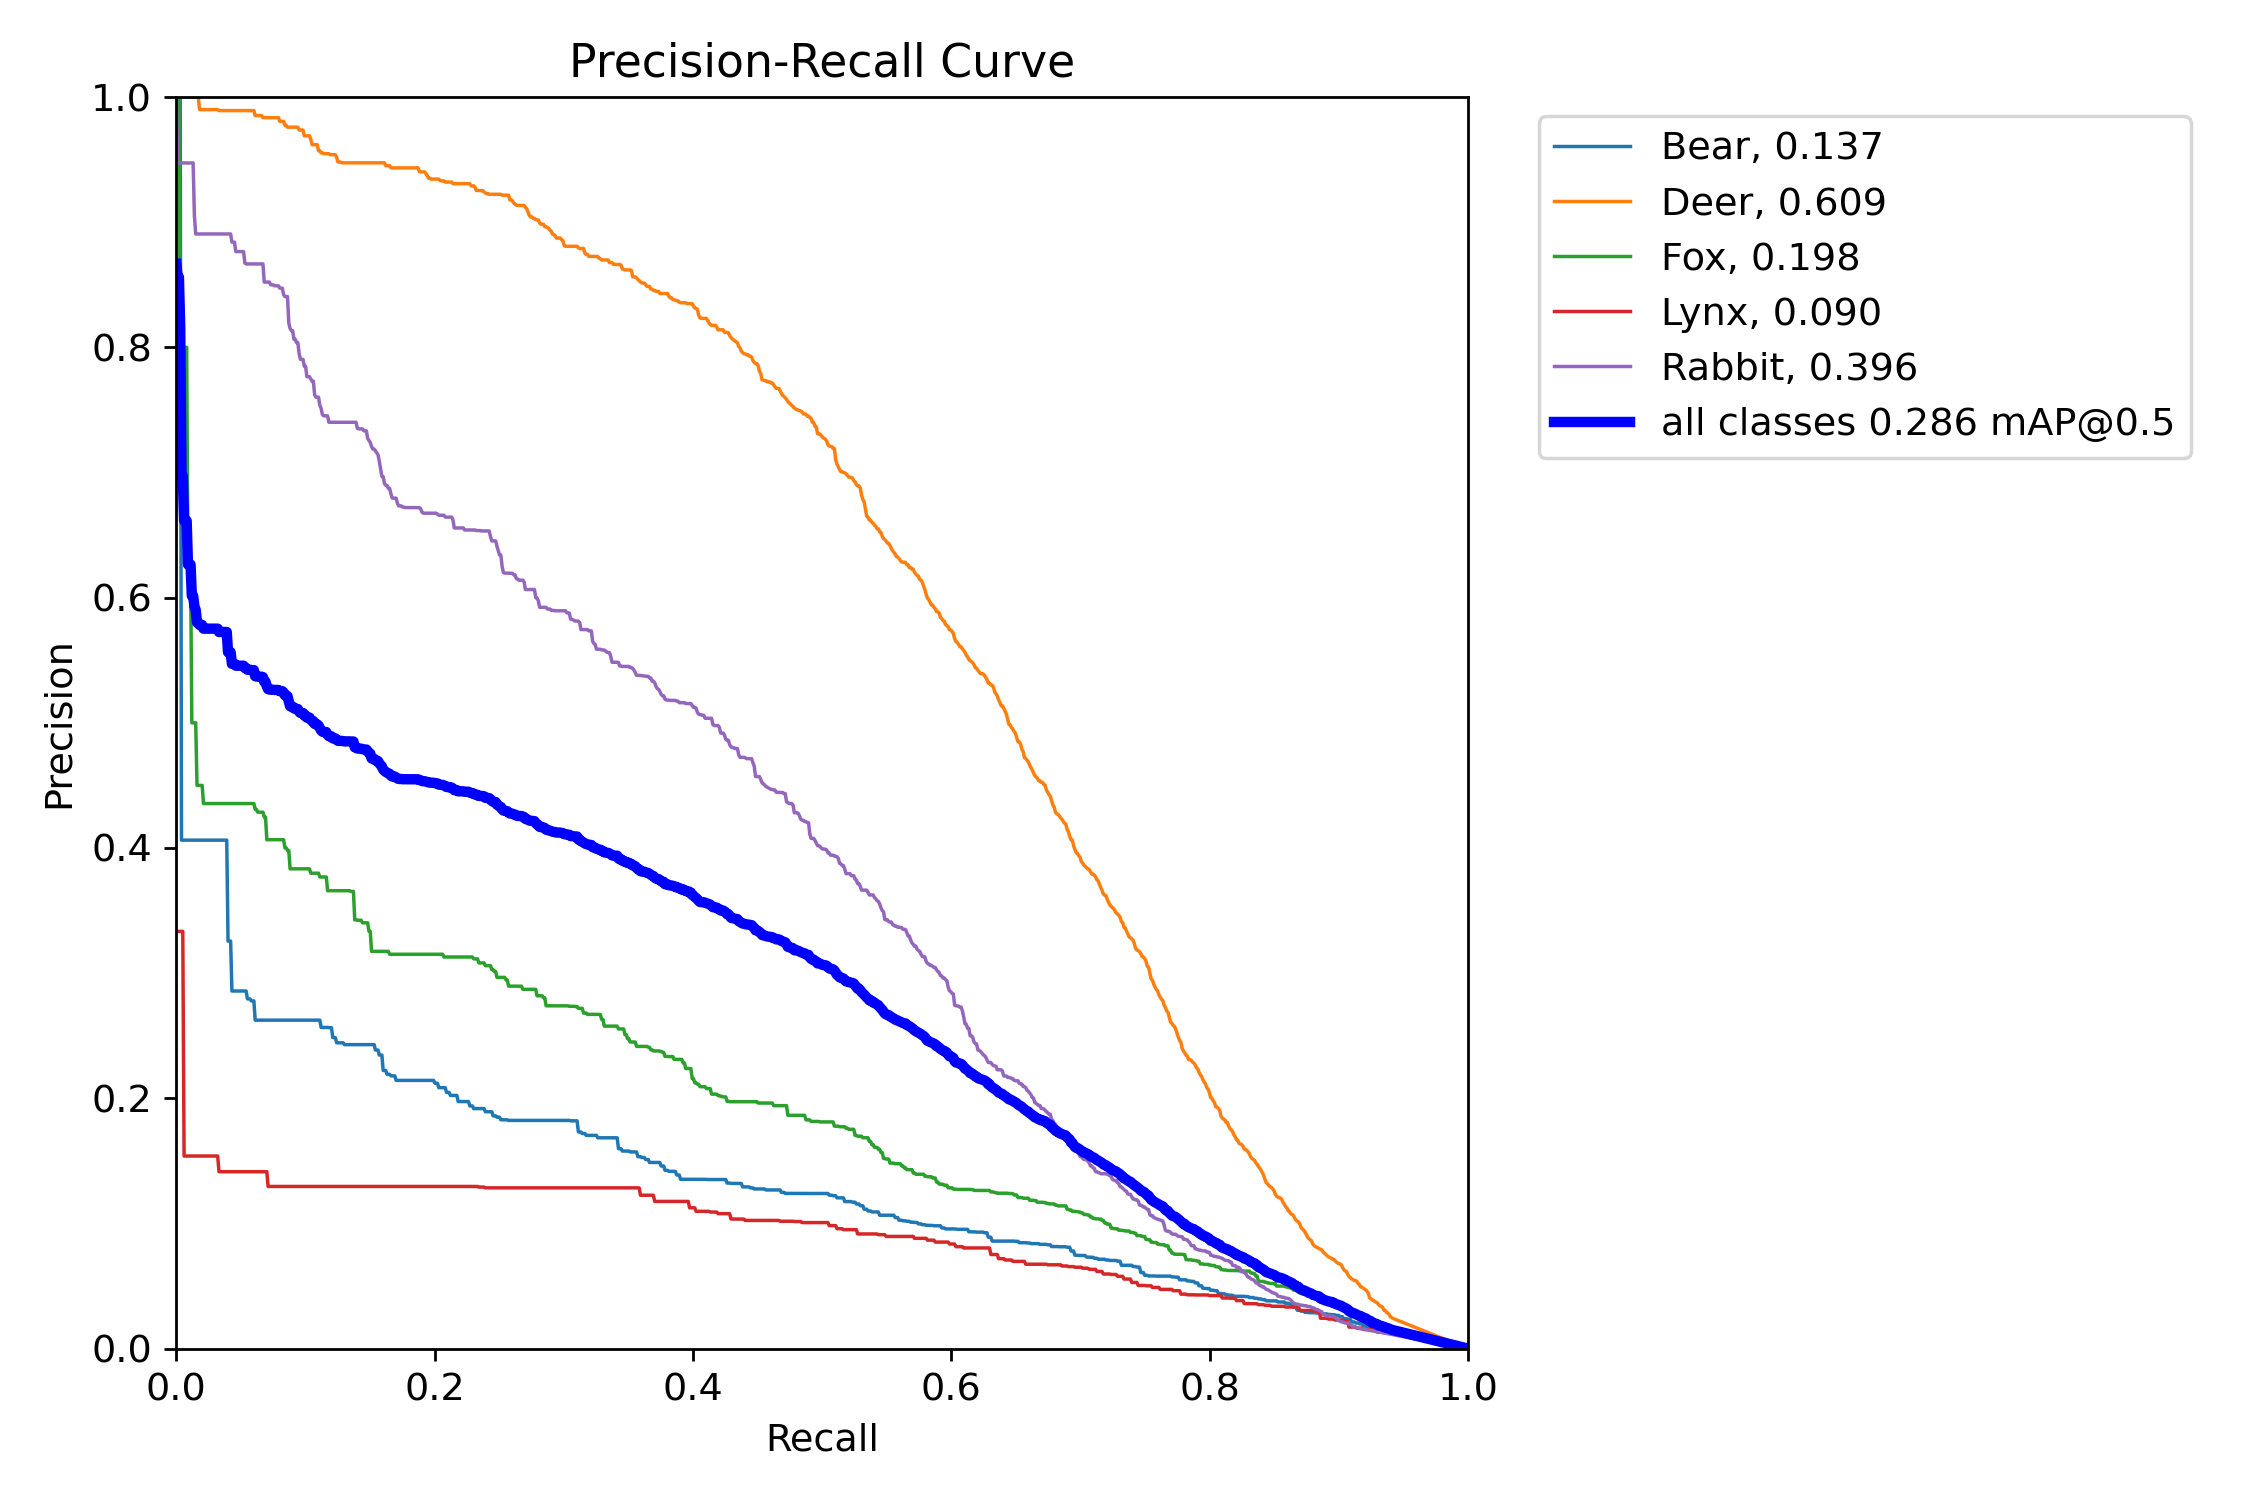 Precision-Recall Curve
1.0
0.8
0.6
0.4
0.2
0.0
Precision
0.0 0.2 0.4 0.6 0.8 1.0
Recall
Bear, 0.137
Deer, 0.609
Fox, 0.198
Lynx, 0.090
Rabbit, 0.396
all classes 0.286 mAP@0.5